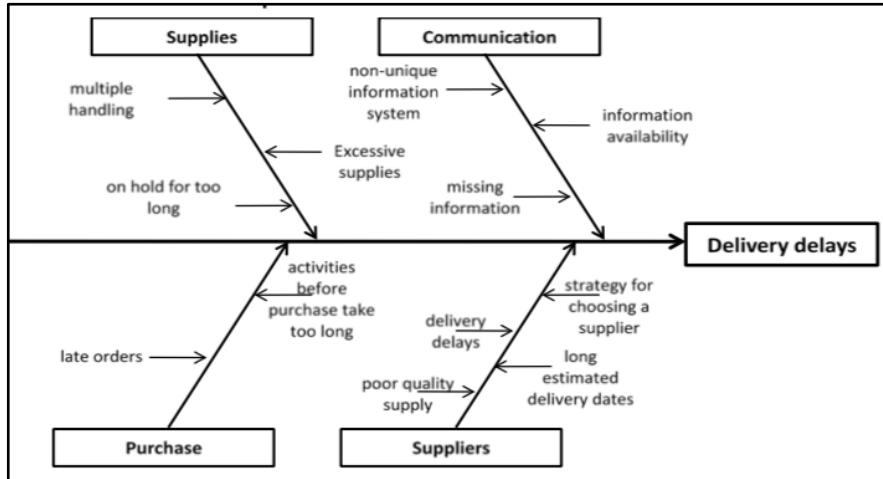 Supplies
Communication
multiple
handling
Excessive
supplies
on hold for too
long
non-unique
information
system
information
availability
missing
information
Delivery delays
activities
before
purchase take
too long
late orders
strategy for
choosing a
supplier
delivery
delays
long
estimated
delivery dates
poor quality
supply
Purchase
Suppliers